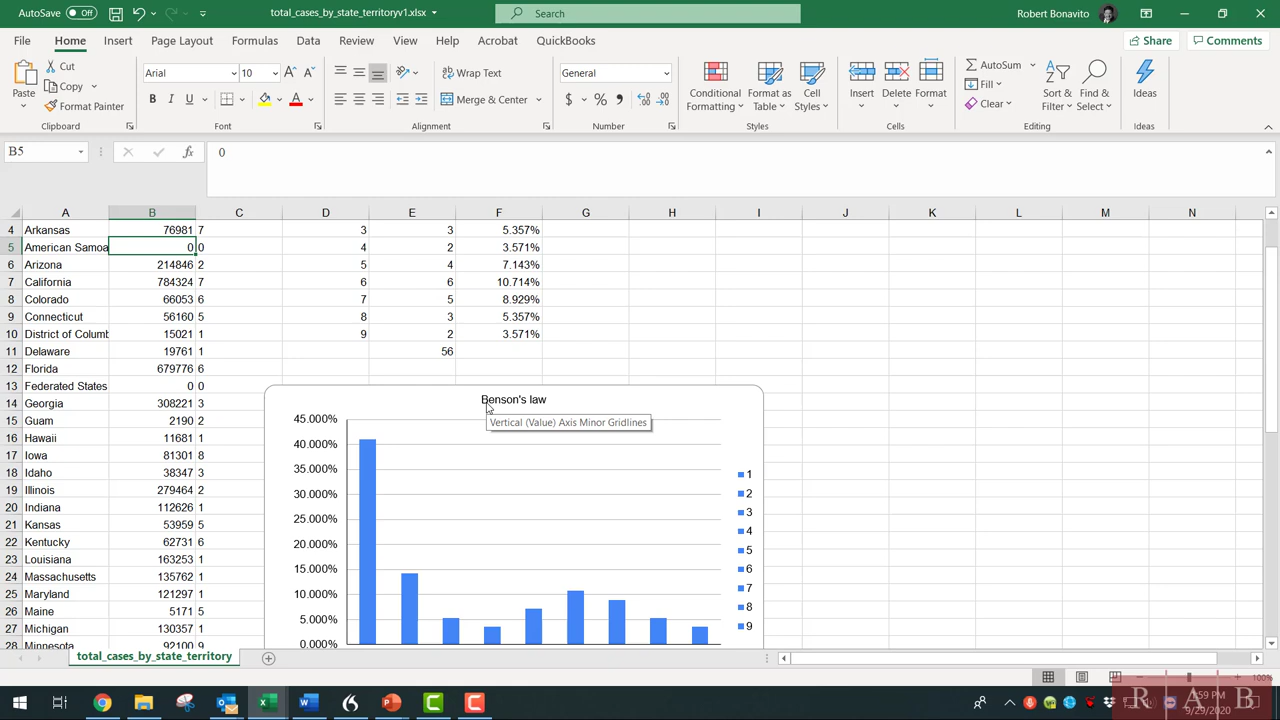 AutoSave Off total_cases_by_state_territoryv1.xlsx Search Robert Bonavito
File Home Insert Page Layout Formulas Data Review View Help Acrobat QuickBooks Share Comments
Paste Cut Copy Format Painter Clipboard
Arial 10 B I U A Font
Wrap Text Merge & Center Alignment
General $ % , Number
Conditional Formatting Format as Table Cell Styles Styles
Insert Delete Format Cells
AutoSum Fill Clear Sort & Filter Find & Select Editing
Ideas Ideas
B5 fx 0
A B C D E F G H I J K L M N
4 Arkansas 76981 7 3 3 5.357%
5 American Samoa 0 0 4 2 3.571%
6 Arizona 214846 2 5 4 7.143%
7 California 784324 7 6 6 10.714%
8 Colorado 66053 6 7 5 8.929%
9 Connecticut 56160 5 8 3 5.357%
10 District of Columb 15021 1 9 2 3.571%
11 Delaware 19761 1 56
12 Florida 679776 6
13 Federated States 0 0
14 Georgia 308221 3
15 Guam 2190 2
16 Hawaii 11681 1
17 Iowa 81301 8
18 Idaho 38347 3
19 Illinois 279464 2
20 Indiana 112626 1
21 Kansas 53959 5
22 Kentucky 62731 6
23 Louisiana 163253 1
24 Massachusetts 135762 1
25 Maryland 121297 1
26 Maine 5171 5
27 Michigan 130357 1
28 Minnesota 92100 9
Benson's law
Vertical (Value) Axis Minor Gridlines
45.000%
40.000%
35.000%
30.000%
25.000%
20.000%
15.000%
10.000%
5.000%
0.000%
1
2
3
4
5
6
7
8
9
total_cases_by_state_territory
100%
R A B
:59 PM
9/29/2020